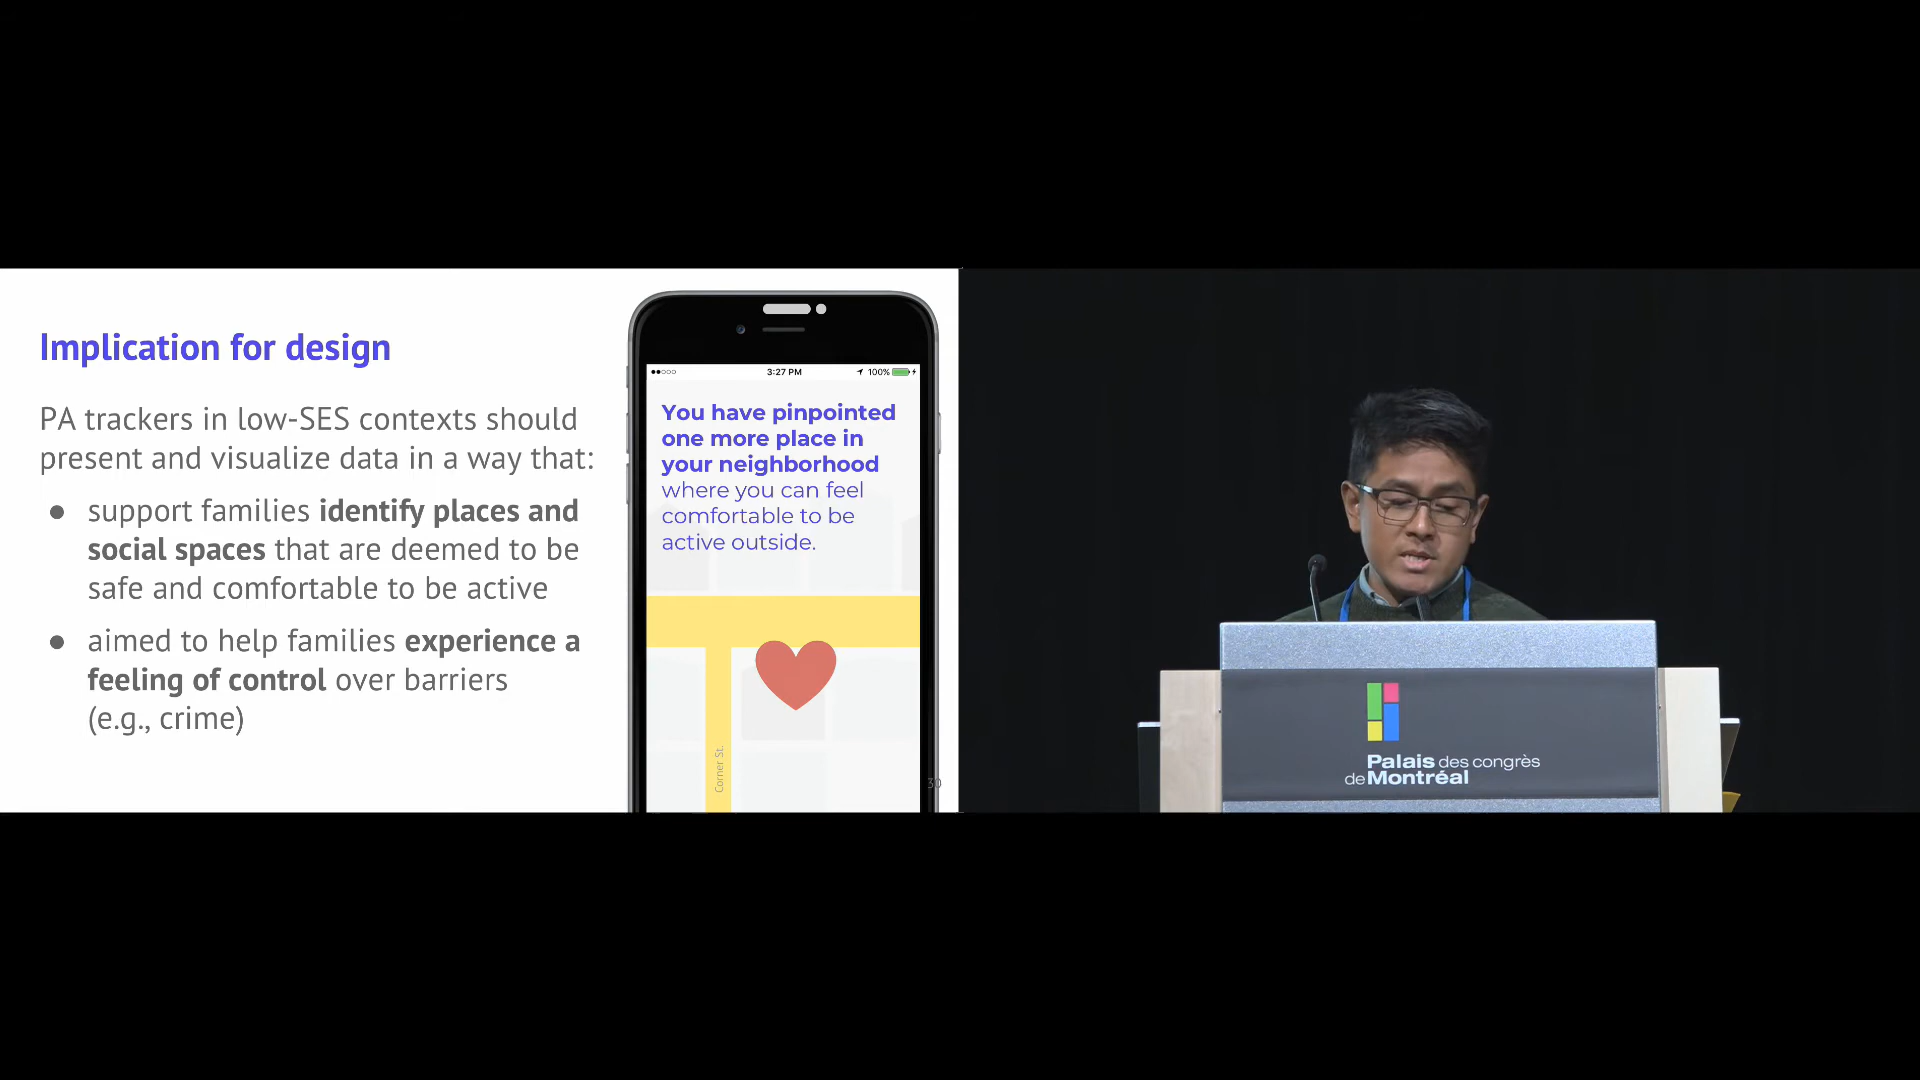 Implication for design
PA trackers in low-SES contexts should
present and visualize data in a way that:
● support families identify places and
social spaces that are deemed to be
safe and comfortable to be active
● aimed to help families experience a
feeling of control over barriers
(e.g., crime)
3:27 PM
100%
You have pinpointed
one more place in
your neighborhood
where you can feel
comfortable to be
active outside.
Corner St.
30
Palais des congrès
de Montréal